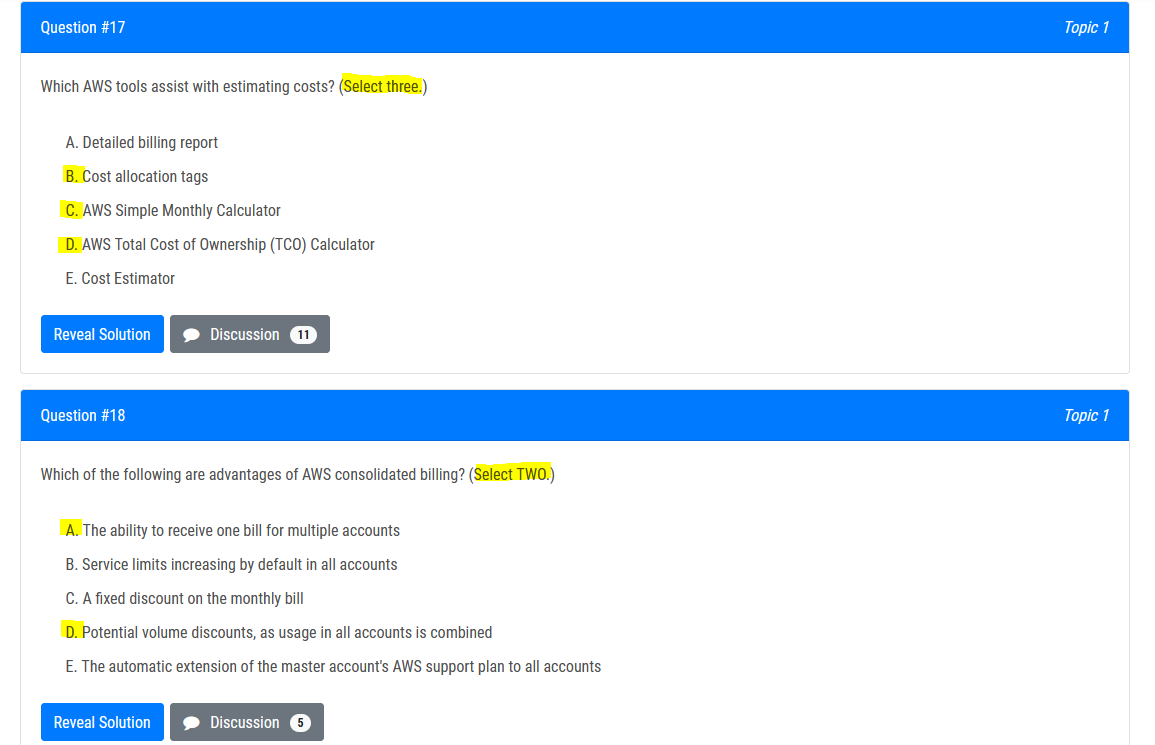 Question #17 Topic 1
Which AWS tools assist with estimating costs? (Select three.)
A. Detailed billing report
B. Cost allocation tags
C. AWS Simple Monthly Calculator
D. AWS Total Cost of Ownership (TCO) Calculator
E. Cost Estimator
Reveal Solution Discussion 11
Question #18 Topic 1
Which of the following are advantages of AWS consolidated billing? (Select TWO.)
A. The ability to receive one bill for multiple accounts
B. Service limits increasing by default in all accounts
C. A fixed discount on the monthly bill
D. Potential volume discounts, as usage in all accounts is combined
E. The automatic extension of the master account's AWS support plan to all accounts
Reveal Solution Discussion 5